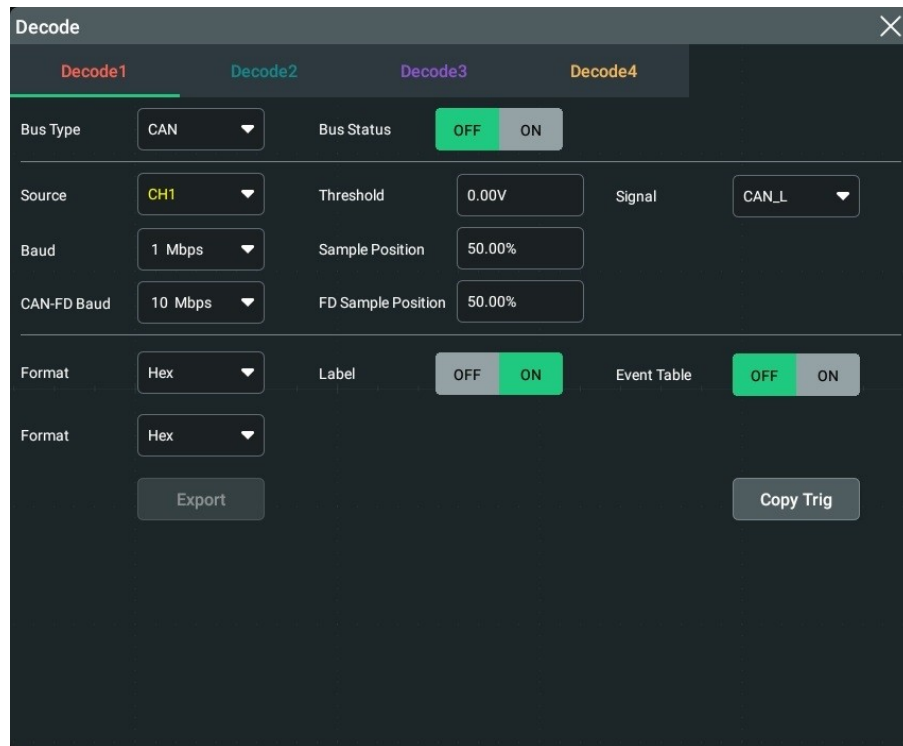 Decode
Decode1 Decode2 Decode3 Decode4
Bus Type CAN Bus Status OFF ON
Source CH1 Threshold 0.00V Signal CAN_L
Baud 1 Mbps Sample Position 50.00%
CAN-FD Baud 10 Mbps FD Sample Position 50.00%
Format Hex Label OFF ON Event Table OFF ON
Format Hex
Export Copy Trig